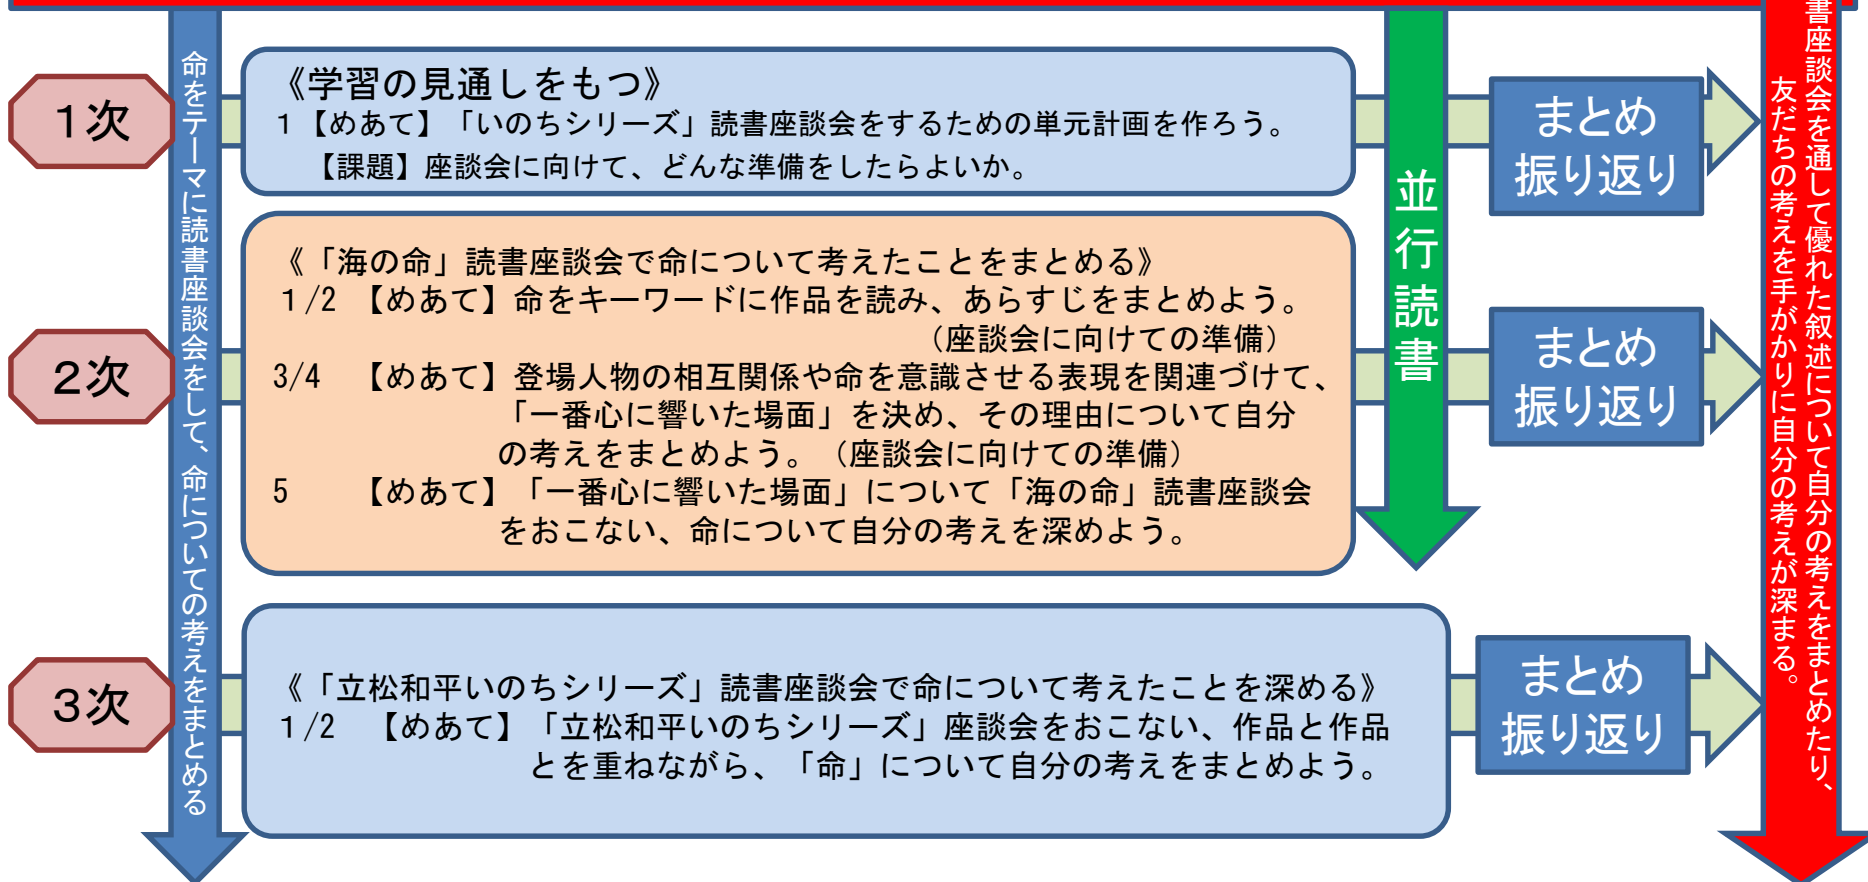 命をテーマに読書座談会をして、命についての考えをまとめる
1次
《学習の見通しをもつ》
1【めあて】「いのちシリーズ」読書座談会をするための単元計画を作ろう。
【課題】座談会に向けて、どんな準備をしたらよいか。
まとめ
振り返り
並行読書
2次
《「海の命」読書座談会で命について考えたことをまとめる》
1/2 【めあて】命をキーワードに作品を読み、あらすじをまとめよう。
（座談会に向けての準備）
3/4 【めあて】登場人物の相互関係や命を意識させる表現を関連づけて、
「一番心に響いた場面」を決め、その理由について自分
の考えをまとめよう。（座談会に向けての準備）
5 【めあて】「一番心に響いた場面」について「海の命」読書座談会
をおこない、命について自分の考えを深めよう。
まとめ
振り返り
3次
《「立松和平いのちシリーズ」読書座談会で命について考えたことを深める》
1/2 【めあて】「立松和平いのちシリーズ」座談会をおこない、作品と作品
とを重ねながら、「命」について自分の考えをまとめよう。
まとめ
振り返り
書座談会を通して優れた叙述について自分の考えをまとめたり、
友だちの考えを手がかりに自分の考えが深まる。